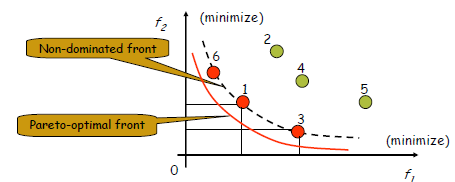 f₂
(minimize)
Non-dominated front
2
6
4
1
5
Pareto-optimal front
3
(minimize)
0
f₁